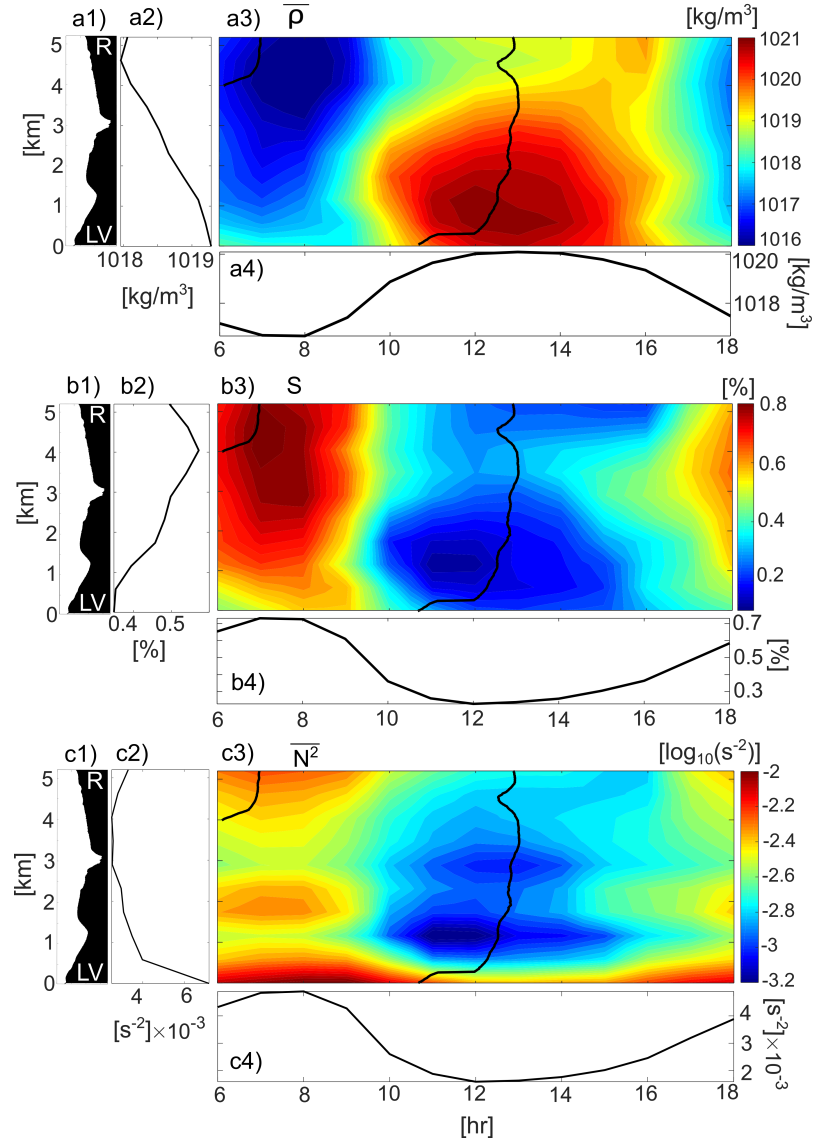 a1) a2) a3) ρ̅ [kg/m³]
R
5
4
3
2
1
0
[km]
LV
1018 1019
[kg/m³]
1021
1020
1019
1018
1017
1016
a4)
1020
1018
[kg/m³]
6 8 10 12 14 16 18
b1) b2) b3) S [%]
R
5
4
3
2
1
0
[km]
LV
0.4 0.5
[%]
0.8
0.6
0.4
0.2
b4)
0.7
0.5
0.3
[%]
6 8 10 12 14 16 18
c1) c2) c3) N̅²̅ [log₁₀(s⁻²)]
R
5
4
3
2
1
0
[km]
LV
4 6
[s⁻²]×10⁻³
-2
-2.2
-2.4
-2.6
-2.8
-3
-3.2
c4)
4
3
2
[s⁻²]×10⁻³
6 8 10 12 14 16 18
[hr]